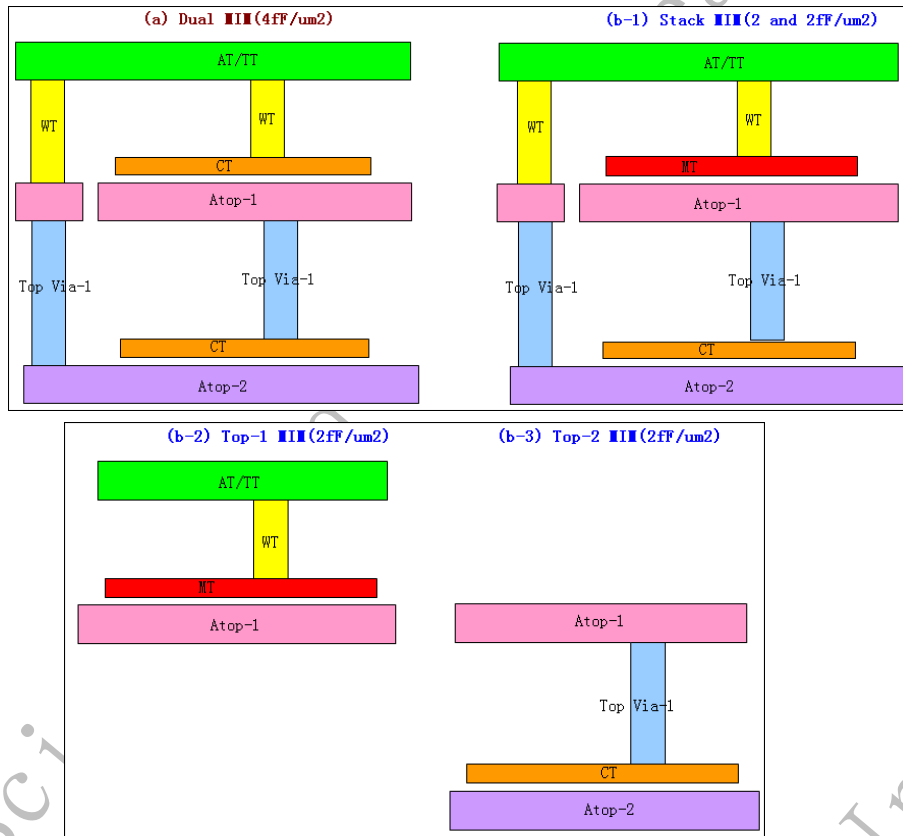 (a) Dual MIM(4fF/um2)
(b-1) Stack MIM(2 and 2fF/um2)
AT/TT
WT
WT
CT
Atop-1
Top Via-1
Top Via-1
CT
Atop-2
AT/TT
WT
WT
MT
Atop-1
Top Via-1
Top Via-1
CT
Atop-2
(b-2) Top-1 MIM(2fF/um2)
(b-3) Top-2 MIM(2fF/um2)
AT/TT
WT
MT
Atop-1
Atop-1
Top Via-1
CT
Atop-2